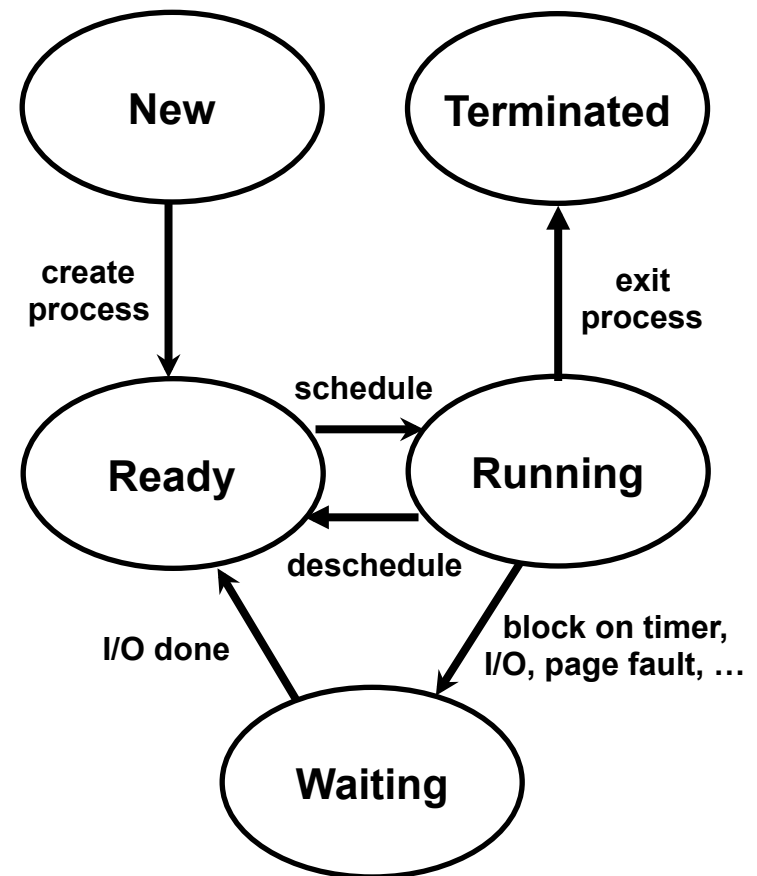 New
Terminated
create
process
exit
process
schedule
Ready
Running
deschedule
I/O done
block on timer,
I/O, page fault, …
Waiting